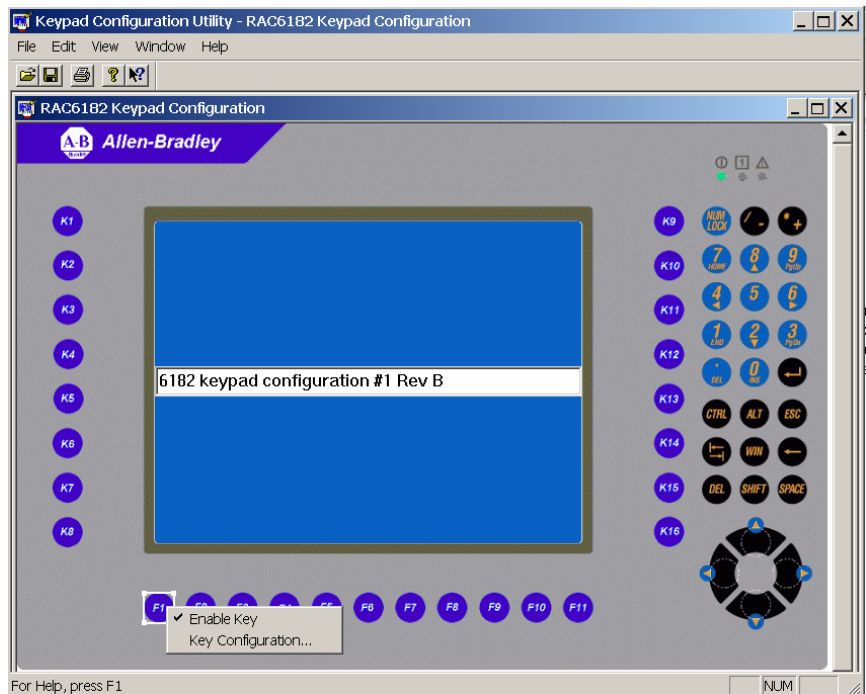 Keypad Configuration Utility - RAC6182 Keypad Configuration
File Edit View Window Help
RAC6182 Keypad Configuration
A·B Allen-Bradley
K1
K2
K3
K4
K5
K6
K7
K8
6182 keypad configuration #1 Rev B
K9
K10
K11
K12
K13
K14
K15
K16
NUM LOCK / - * +
7 HOME 8 9 PgUp
4 5 6
1 END 2 3 PgDn
. DEL 0 INS
CTRL ALT ESC
WIN
DEL SHIFT SPACE
F1 F6 F7 F8 F9 F10 F11
Enable Key
Key Configuration...
For Help, press F1
NUM